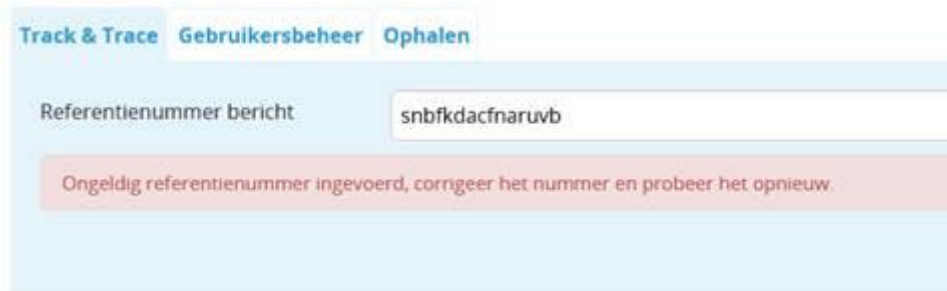 Track & Trace Gebruikersbeheer Ophalen
Referentienummer bericht snbfkdacfnaruvb
Ongeldig referentienummer ingevoerd, corrigeer het nummer en probeer het opnieuw.